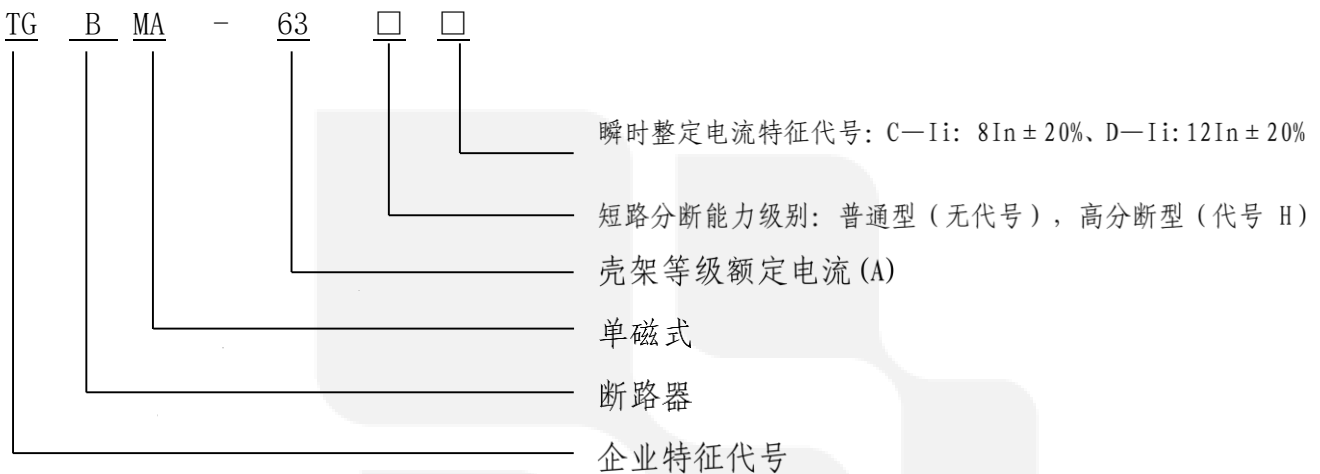 TG B MA - 63 □ □
瞬时整定电流特征代号：C—Ii: 8In±20%、D—Ii:12In±20%
短路分断能力级别：普通型（无代号），高分断型（代号 H）
壳架等级额定电流(A)
单磁式
断路器
企业特征代号